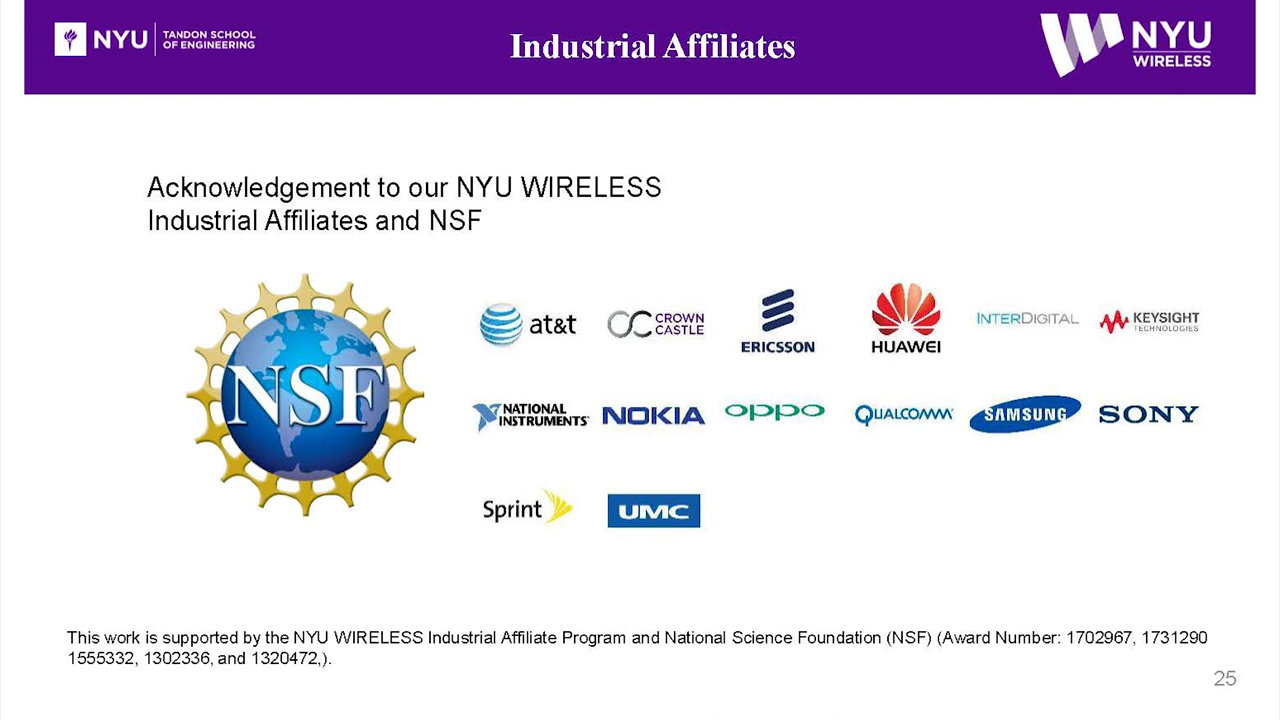 NYU TANDON SCHOOL
OF ENGINEERING
Industrial Affiliates
NYU
WIRELESS
Acknowledgement to our NYU WIRELESS
Industrial Affiliates and NSF
NSF
at&t
CROWN
CASTLE
ERICSSON
HUAWEI
INTERDIGITAL
KEYSIGHT
TECHNOLOGIES
NATIONAL
INSTRUMENTS
NOKIA
oppo
QUALCOMM
SAMSUNG
SONY
Sprint
UMC
This work is supported by the NYU WIRELESS Industrial Affiliate Program and National Science Foundation (NSF) (Award Number: 1702967, 1731290
1555332, 1302336, and 1320472,).
25